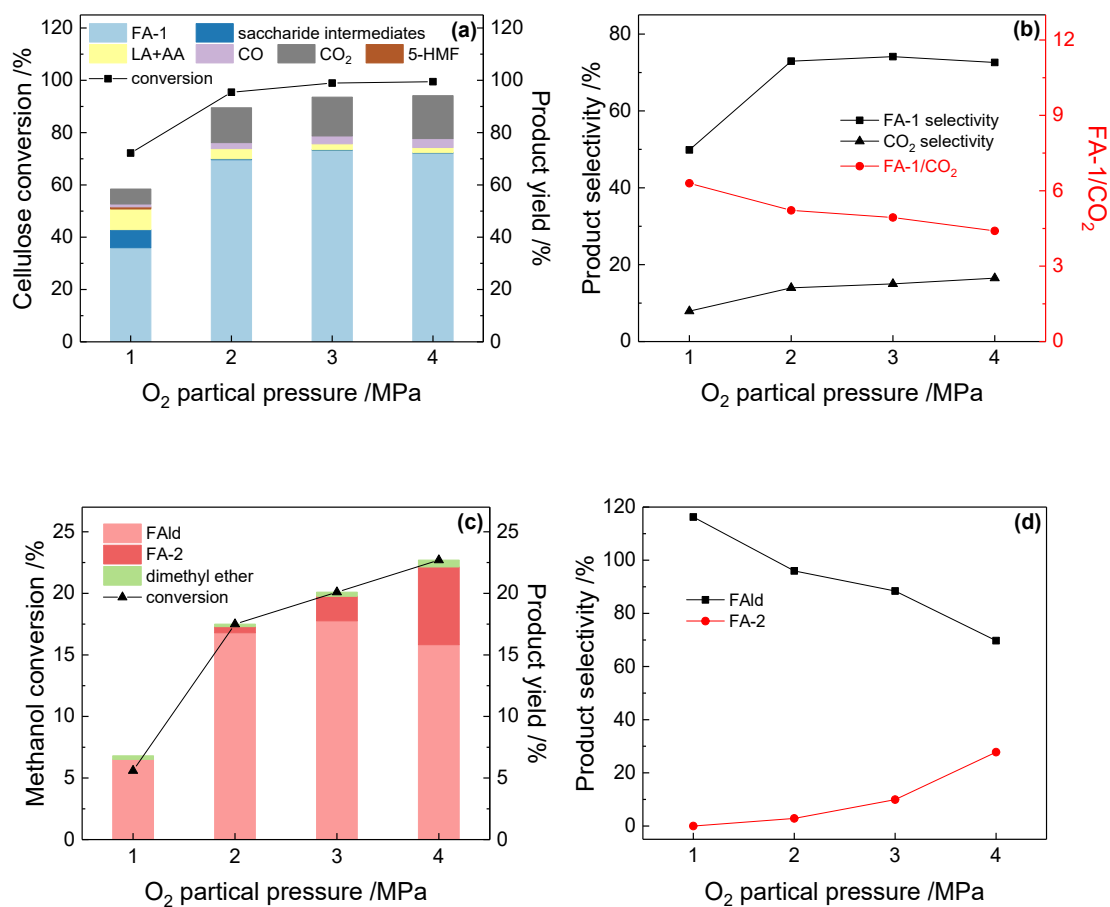 (a)
FA-1 saccharide intermediates
LA+AA CO CO₂ 5-HMF
conversion
120
100
80
60
40
20
0
120
100
80
60
40
20
0
1 2 3 4
Cellulose conversion /%
Product yield /%
O₂ partical pressure /MPa
(b)
FA-1 selectivity
CO₂ selectivity
FA-1/CO₂
80
60
40
20
0
12
9
6
3
0
1 2 3 4
Product selectivity /%
FA-1/CO₂
O₂ partical pressure /MPa
(c)
FAld
FA-2
dimethyl ether
conversion
25
20
15
10
5
0
25
20
15
10
5
0
1 2 3 4
Methanol conversion /%
Product yield /%
O₂ partical pressure /MPa
(d)
FAld
FA-2
120
100
80
60
40
20
0
1 2 3 4
Product selectivity /%
O₂ partical pressure /MPa